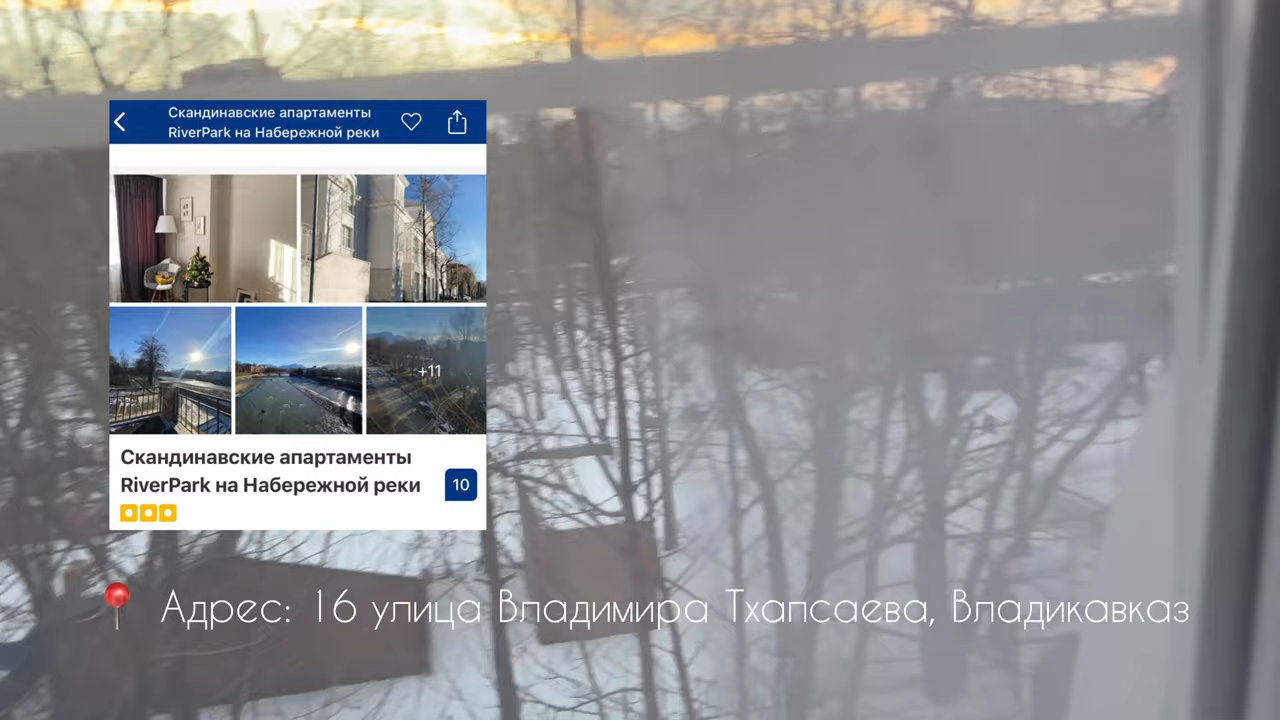 Скандинавские апартаменты
RiverPark на Набережной реки
+11
Скандинавские апартаменты
RiverPark на Набережной реки
10
Адрес: 16 улица Владимира Тхапсаева, Владикавказ